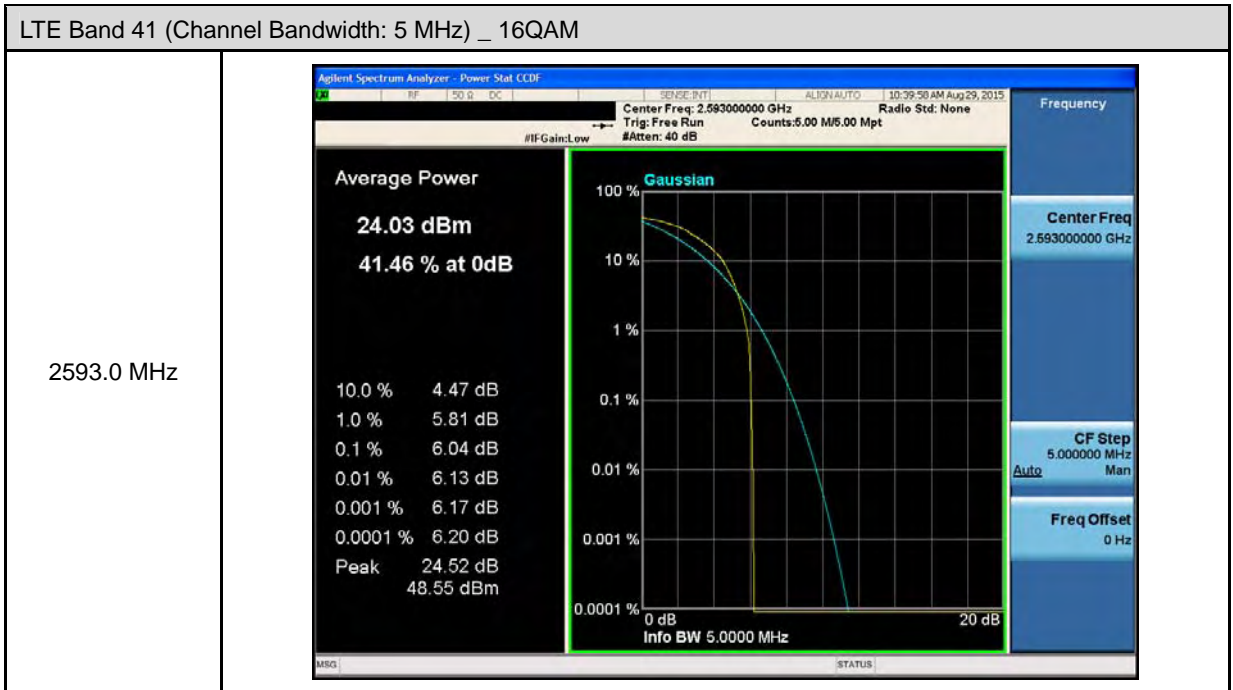 LTE Band 41 (Channel Bandwidth: 5 MHz) _ 16QAM
2593.0 MHz
Agilent Spectrum Analyzer - Power Stat CCDF
RF 50 Ω DC SENSE:INT ALIGN AUTO 10:39:58 AM Aug 29, 2015
Center Freq: 2.593000000 GHz Radio Std: None
Trig: Free Run Counts:5.00 M/5.00 Mpt
#IFGain:Low #Atten: 40 dB
Average Power
24.03 dBm
41.46 % at 0dB
10.0 % 4.47 dB
1.0 % 5.81 dB
0.1 % 6.04 dB
0.01 % 6.13 dB
0.001 % 6.17 dB
0.0001 % 6.20 dB
Peak 24.52 dB
48.55 dBm
Gaussian
100 %
10 %
1 %
0.1 %
0.01 %
0.001 %
0.0001 %
0 dB 20 dB
Info BW 5.0000 MHz
Frequency
Center Freq
2.593000000 GHz
CF Step
5.000000 MHz
Auto Man
Freq Offset
0 Hz
MSG STATUS